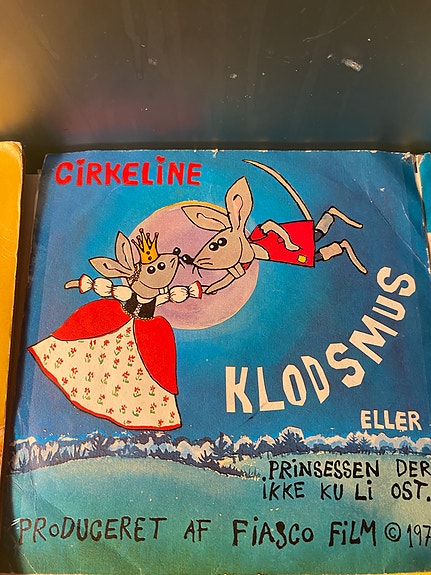 CiRKELiNE
KLODSMUS
ELLER
PRiNSESSEN DER
iKKE KU Li OST.
PRODUCERET AF FiASCO FiLM © 197